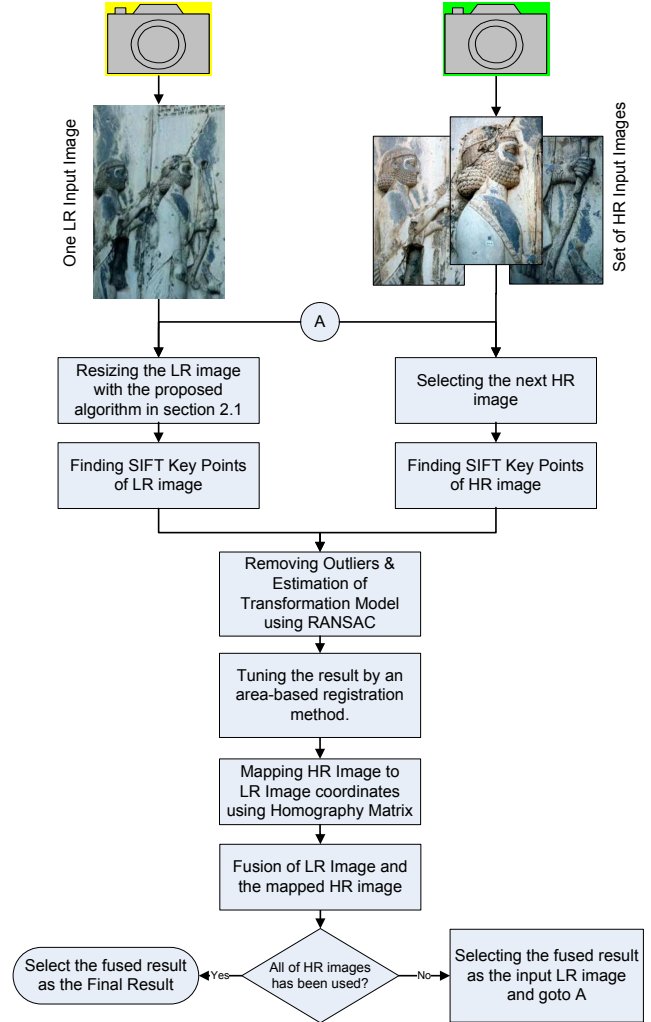 One LR Input Image
Set of HR Input Images
A
Resizing the LR image
with the proposed
algorithm in section 2.1
Selecting the next HR
image
Finding SIFT Key Points
of LR image
Finding SIFT Key Points
of HR image
Removing Outliers &
Estimation of
Transformation Model
using RANSAC
Tuning the result by an
area-based registration
method.
Mapping HR Image to
LR Image coordinates
using Homography Matrix
Fusion of LR Image and
the mapped HR image
All of HR images
has been used?
Yes
Select the fused result
as the Final Result
No
Selecting the fused result
as the input LR image
and goto A